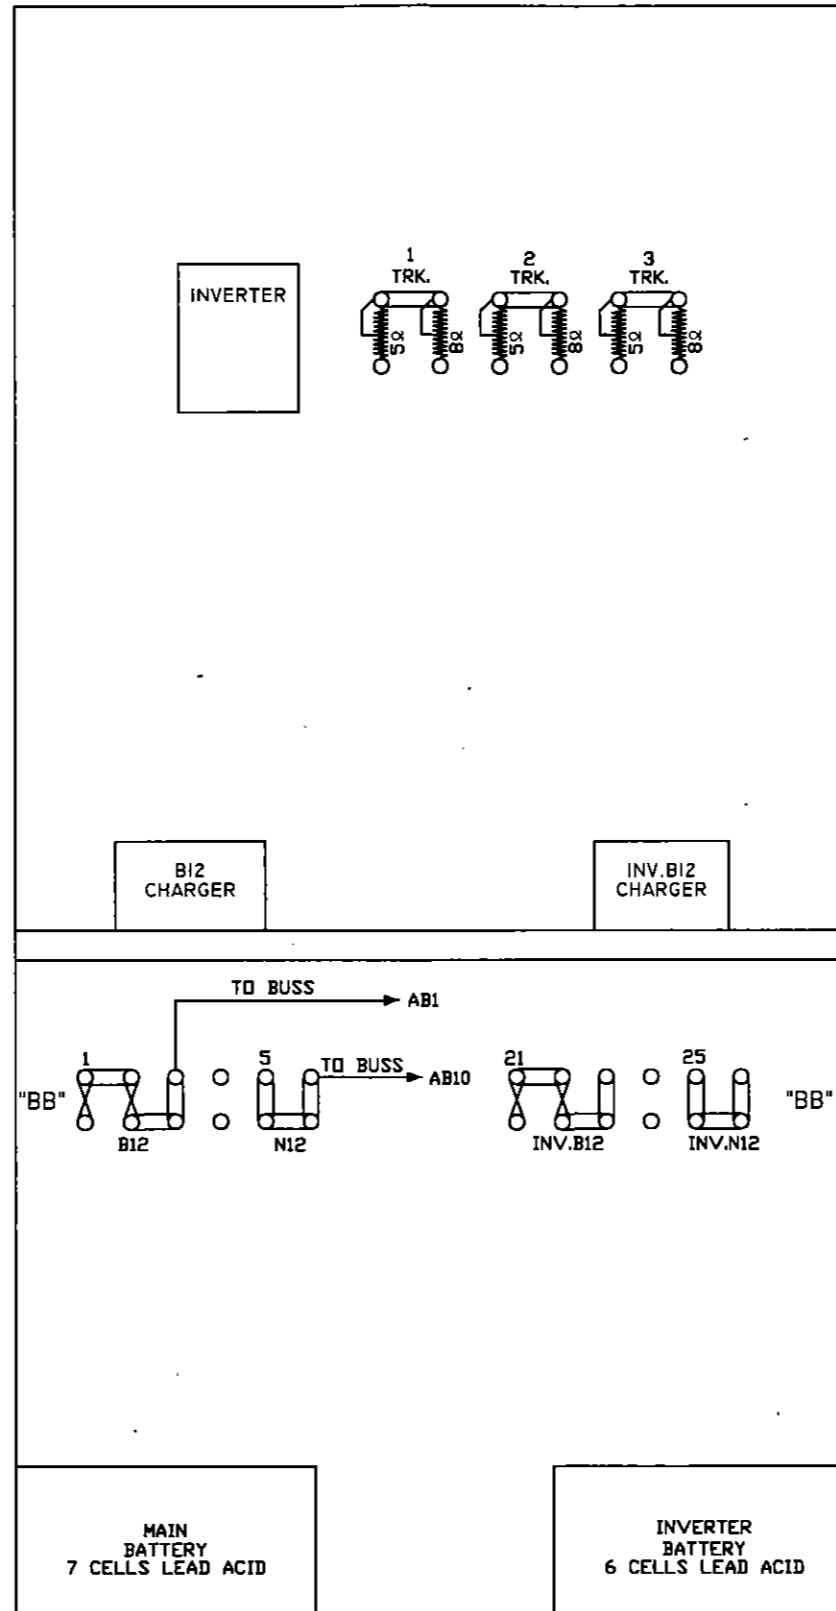 1
TRK.
2
TRK.
3
TRK.
INVERTER
5Ω
8Ω
5Ω
8Ω
5Ω
8Ω
B12
CHARGER
INV.B12
CHARGER
TO BUSS
AB1
1
5
TO BUSS
AB10
21
25
"BB"
"BB"
B12
N12
INV.B12
INV.N12
MAIN
BATTERY
7 CELLS LEAD ACID
INVERTER
BATTERY
6 CELLS LEAD ACID